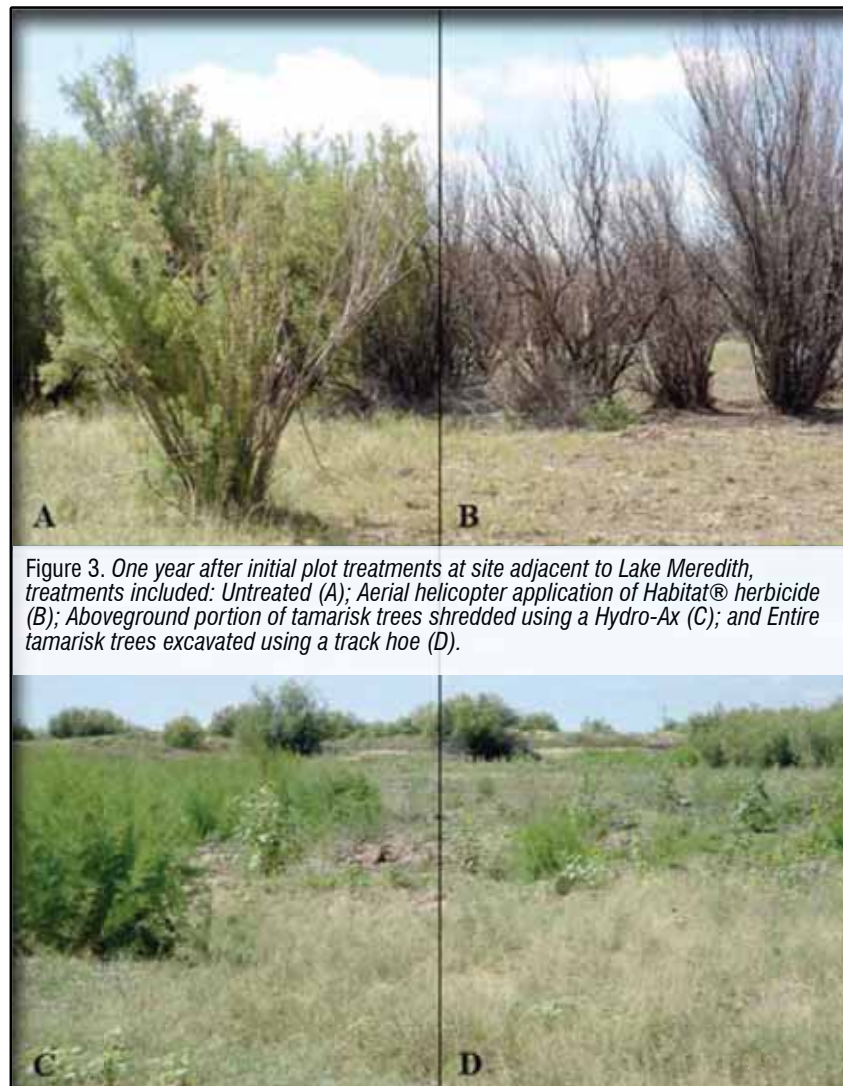 A
B
Figure 3. One year after initial plot treatments at site adjacent to Lake Meredith,
treatments included: Untreated (A); Aerial helicopter application of Habitat® herbicide
(B); Aboveground portion of tamarisk trees shredded using a Hydro-Ax (C); and Entire
tamarisk trees excavated using a track hoe (D).
C
D